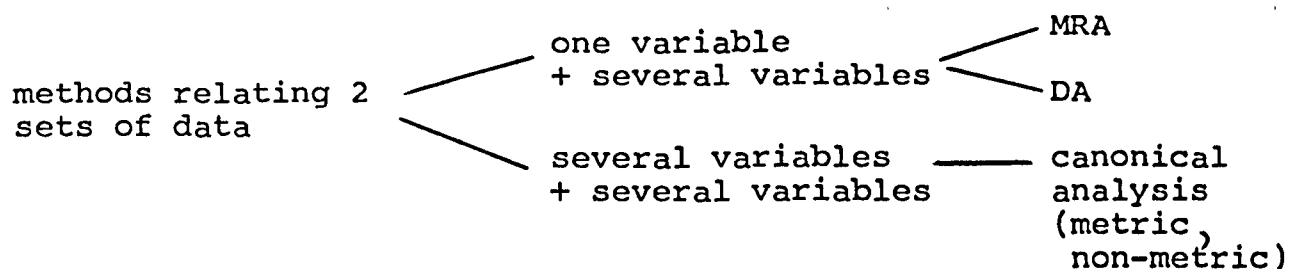 methods relating 2
sets of data
one variable
+ several variables
MRA
DA
several variables
+ several variables
canonical
analysis
(metric,
non-metric)